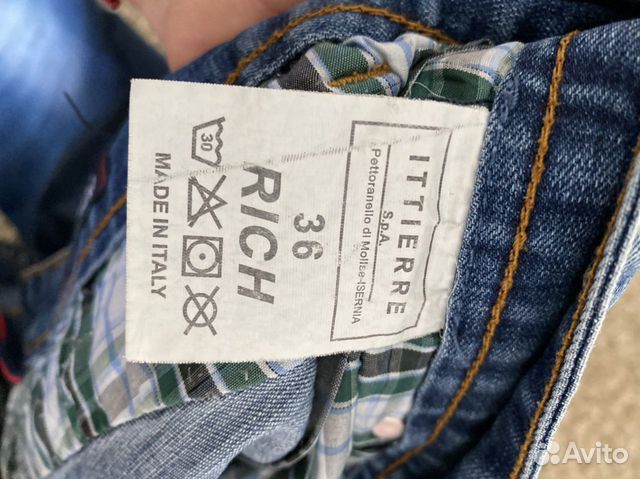 ITTIERRE
S.p.A.
Pettoranello di Molise-ISERNIA
36
RICH
30
MADE IN ITALY
Avito